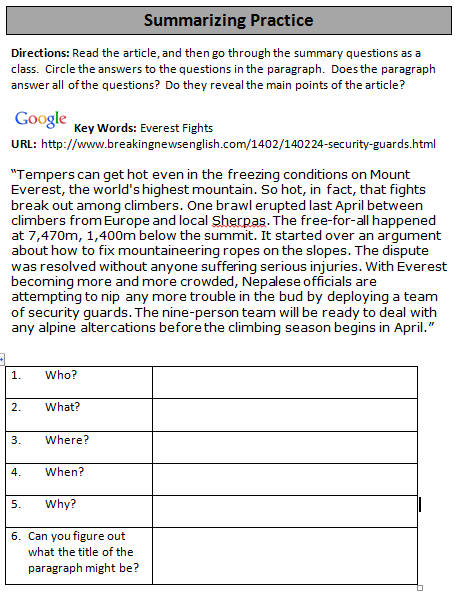 Summarizing Practice
Directions: Read the article, and then go through the summary questions as a
class. Circle the answers to the questions in the paragraph. Does the paragraph
answer all of the questions? Do they reveal the main points of the article?
Google Key Words: Everest Fights
URL: http://www.breakingnewsenglish.com/1402/140224-security-guards.html
“Tempers can get hot even in the freezing conditions on Mount
Everest, the world's highest mountain. So hot, in fact, that fights
break out among climbers. One brawl erupted last April between
climbers from Europe and local Sherpas. The free-for-all happened
at 7,470m, 1,400m below the summit. It started over an argument
about how to fix mountaineering ropes on the slopes. The dispute
was resolved without anyone suffering serious injuries. With Everest
becoming more and more crowded, Nepalese officials are
attempting to nip any more trouble in the bud by deploying a team
of security guards. The nine-person team will be ready to deal with
any alpine altercations before the climbing season begins in April.”
1. Who?
2. What?
3. Where?
4. When?
5. Why?
6. Can you figure out
what the title of the
paragraph might be?